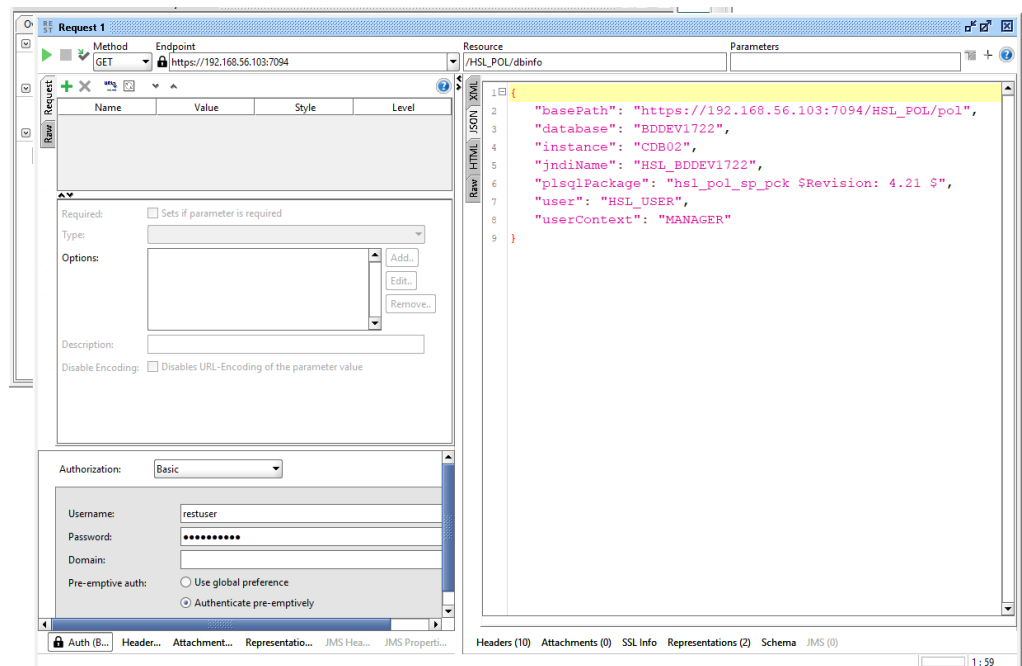 Request 1
Method Endpoint Resource Parameters
GET https://192.168.56.103:7094 /HSL_POL/dbinfo
Request
Raw
Name Value Style Level
Required: Sets if parameter is required
Type:
Options:
Add..
Edit..
Remove..
Description:
Disable Encoding: Disables URL-Encoding of the parameter value
Authorization: Basic
Username: restuser
Password: ●●●●●●●●●●
Domain:
Pre-emptive auth: Use global preference
Authenticate pre-emptively
Auth (B... Header... Attachment... Representatio... JMS Hea... JMS Properti...
XML
JSON
HTML
Raw
1 {
2 "basePath": "https://192.168.56.103:7094/HSL_POL/pol",
3 "database": "BDDEV1722",
4 "instance": "CDB02",
5 "jndiName": "HSL_BDDEV1722",
6 "plsqlPackage": "hsl_pol_sp_pck $Revision: 4.21 $",
7 "user": "HSL_USER",
8 "userContext": "MANAGER"
9 }
Headers (10) Attachments (0) SSL Info Representations (2) Schema JMS (0)
1 : 59